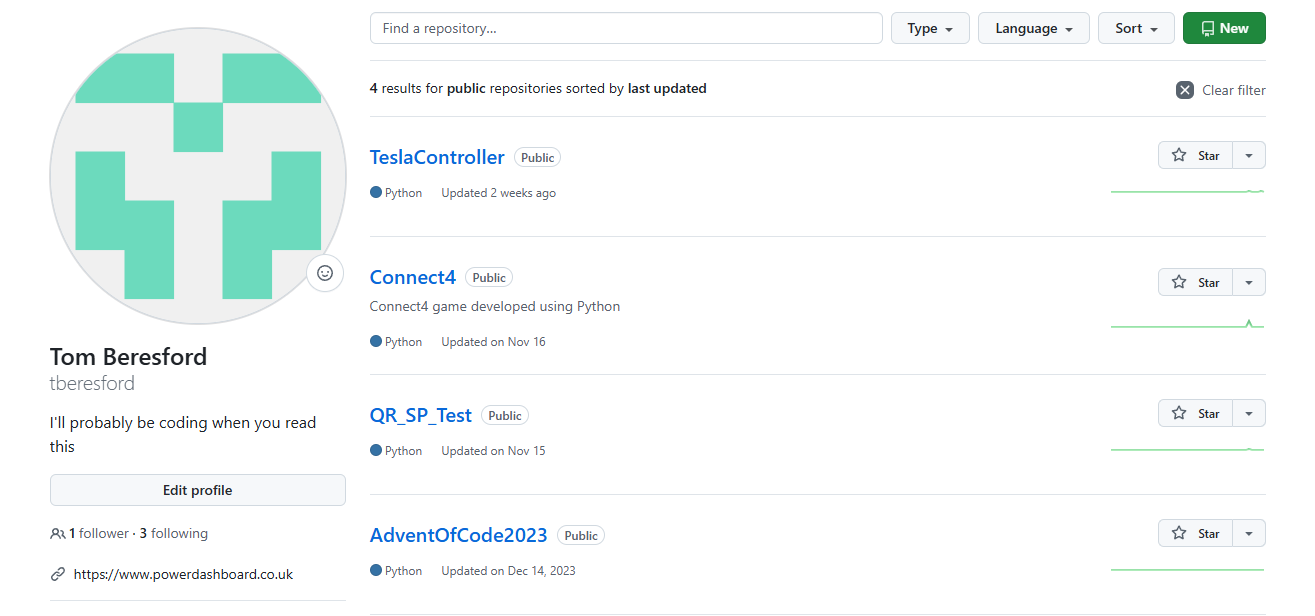 Find a repository...
Type
Language
Sort
New
4 results for public repositories sorted by last updated
Clear filter
TeslaController Public
Star
Python Updated 2 weeks ago
Connect4 Public
Star
Connect4 game developed using Python
Python Updated on Nov 16
QR_SP_Test Public
Star
Python Updated on Nov 15
AdventOfCode2023 Public
Star
Python Updated on Dec 14, 2023
Tom Beresford
tberesford
I'll probably be coding when you read
this
Edit profile
1 follower · 3 following
https://www.powerdashboard.co.uk